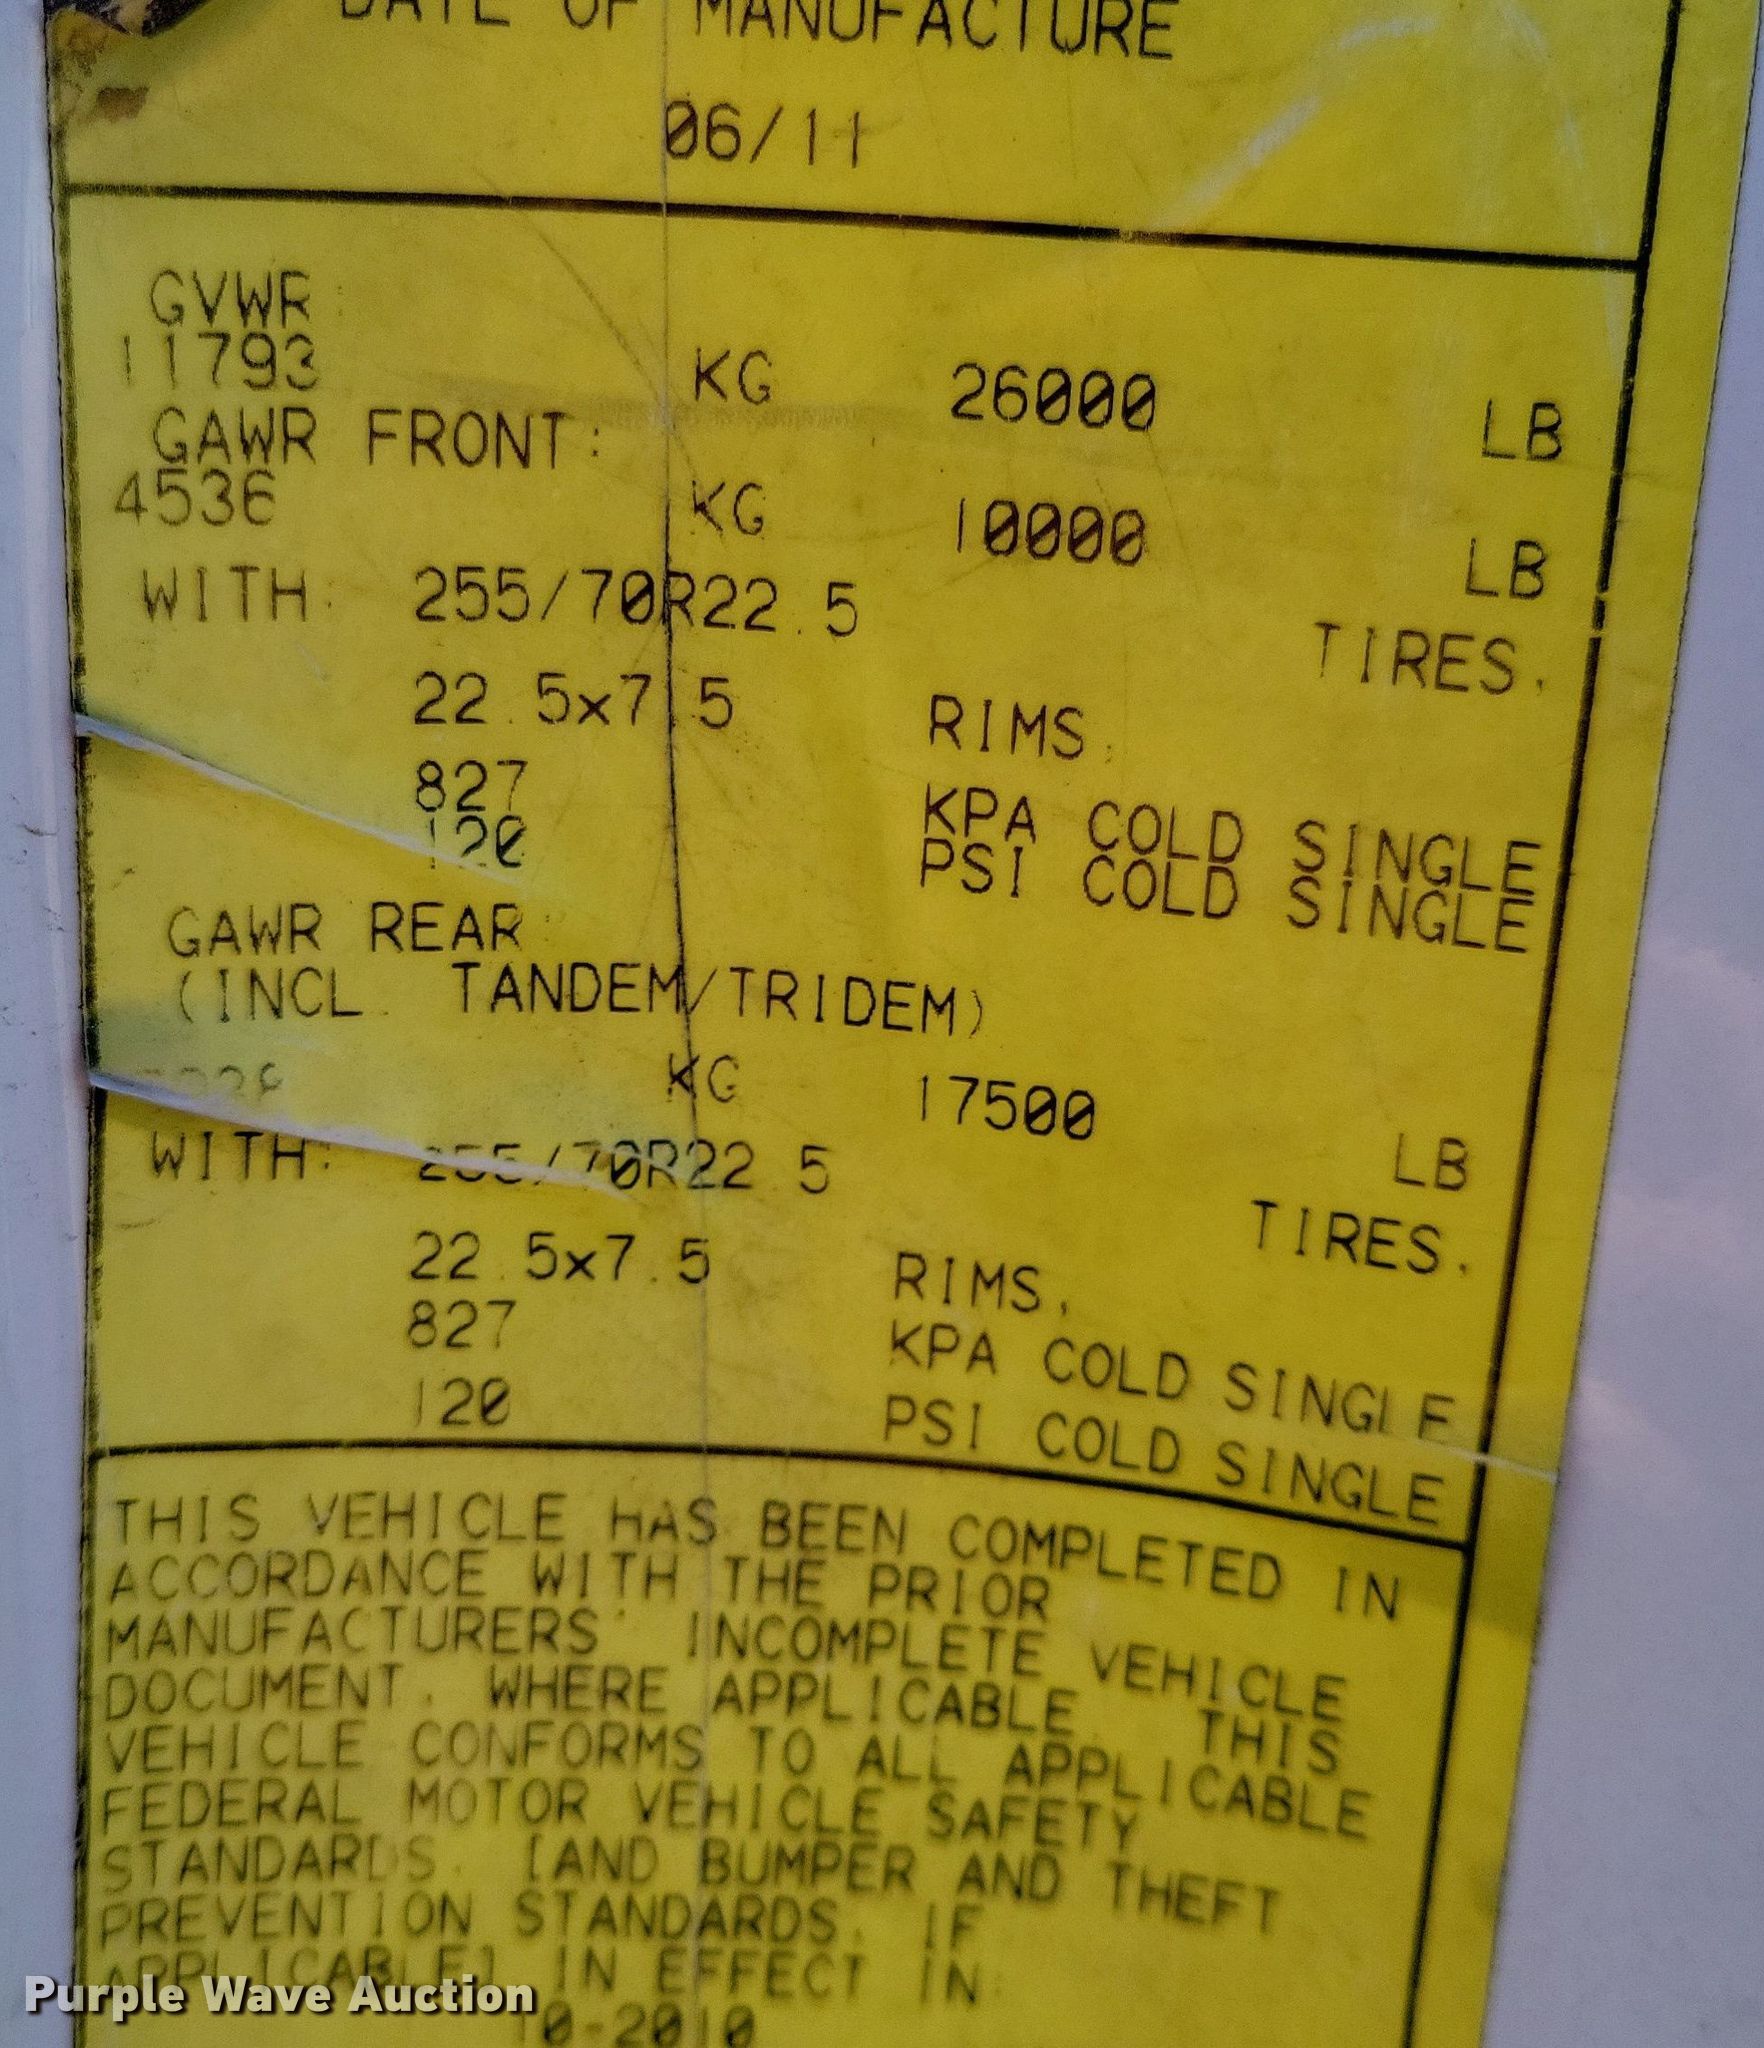 DATE OF MANUFACTURE
06/11
GVWR
11793 KG 26000 LB
GAWR FRONT:
4536 KG 10000 LB
WITH: 255/70R22.5 TIRES.
22.5x7.5 RIMS.
827 KPA COLD SINGLE
120 PSI COLD SINGLE
GAWR REAR
(INCL. TANDEM/TRIDEM)
KG 17500 LB
WITH: 255/70R22.5 TIRES.
22.5x7.5 RIMS.
827 KPA COLD SINGLE
120 PSI COLD SINGLE
THIS VEHICLE HAS BEEN COMPLETED IN
ACCORDANCE WITH THE PRIOR
MANUFACTURERS' INCOMPLETE VEHICLE
DOCUMENT. WHERE APPLICABLE. THIS
VEHICLE CONFORMS TO ALL APPLICABLE
FEDERAL MOTOR VEHICLE SAFETY
STANDARDS. [AND BUMPER AND THEFT
PREVENTION STANDARDS. IF
APPLICABLE] IN EFFECT IN
10-2010
Purple Wave Auction